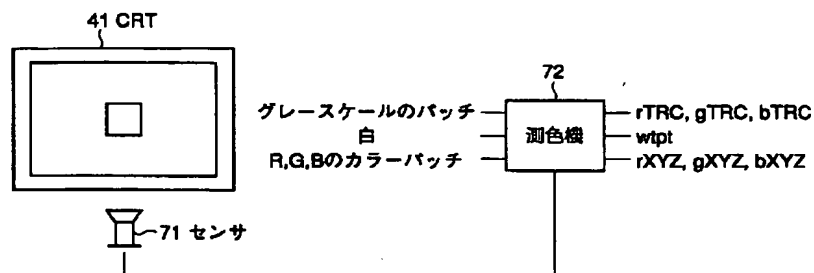 41 CRT
72
グレースケールのパッチ
白
R,G,Bのカラーパッチ
測色機
rTRC, gTRC, bTRC
wtpt
rXYZ, gXYZ, bXYZ
71 センサ